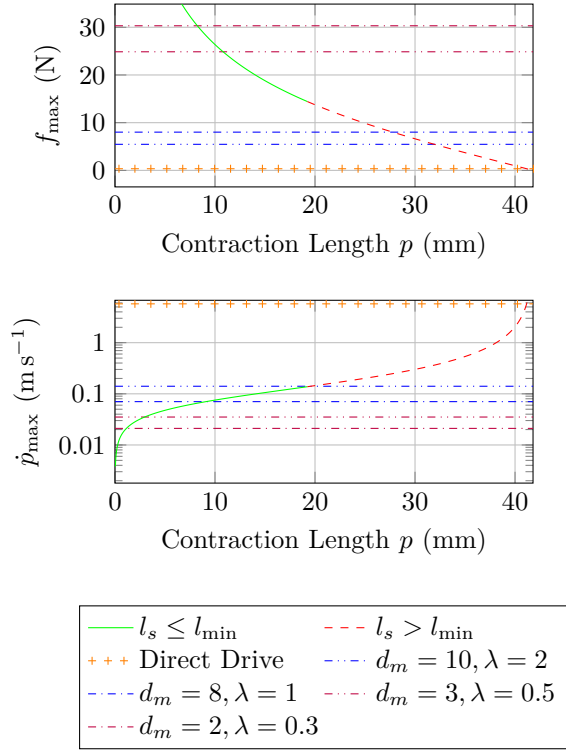 30
20
10
0
f_max (N)
0 10 20 30 40
Contraction Length p (mm)
1
0.1
0.01
ṗ_max (m s⁻¹)
0 10 20 30 40
Contraction Length p (mm)
l_s ≤ l_min l_s > l_min
Direct Drive d_m = 10, λ = 2
d_m = 8, λ = 1 d_m = 3, λ = 0.5
d_m = 2, λ = 0.3